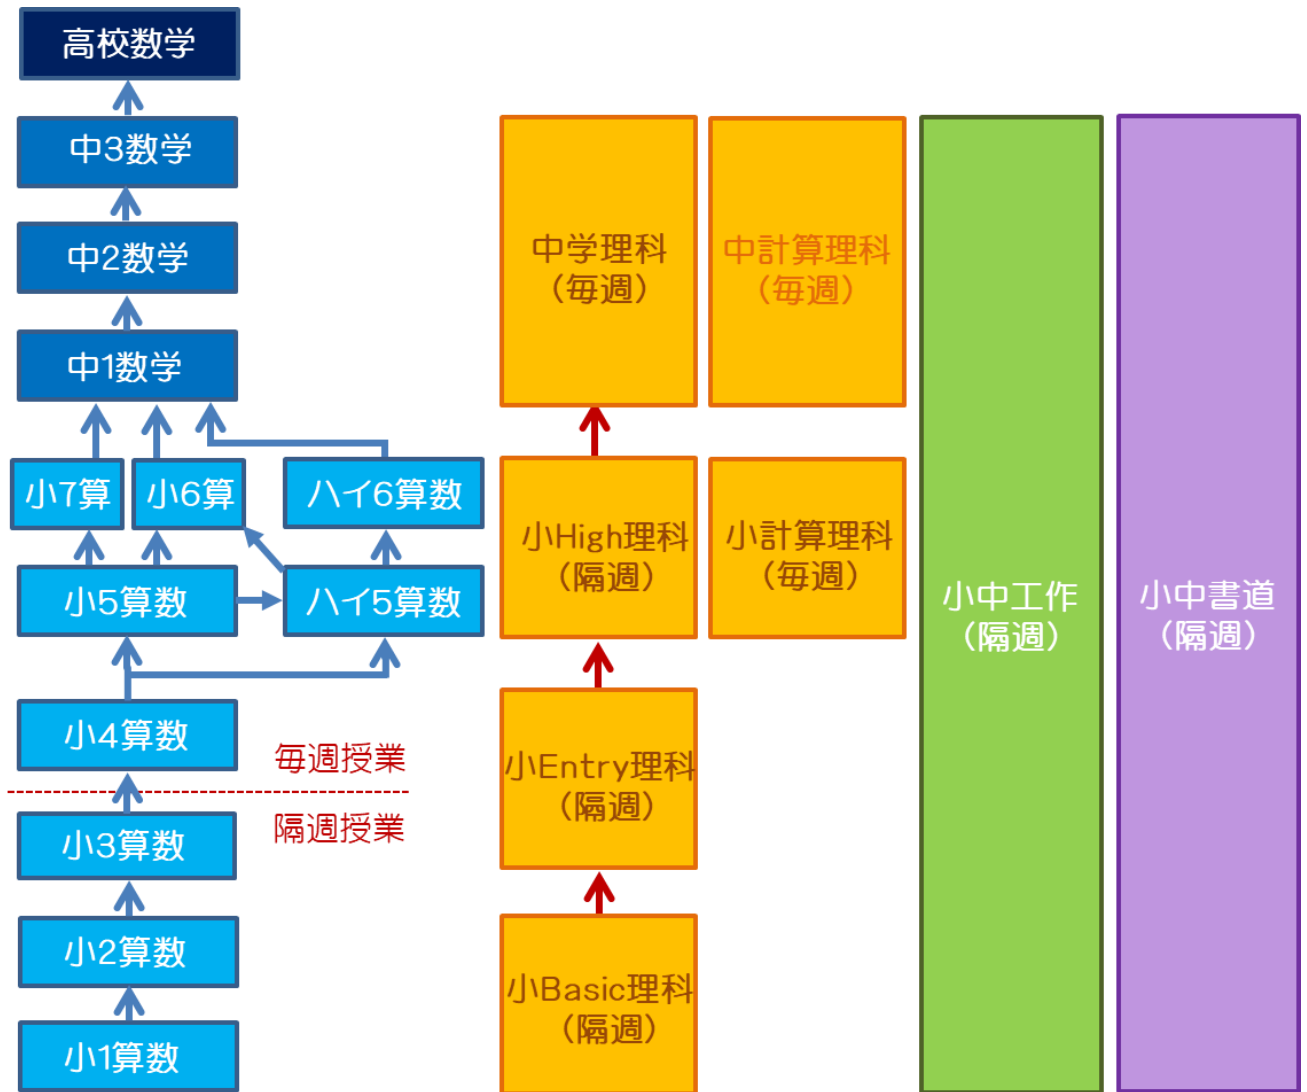 高校数学
中3数学
中2数学
中1数学
小7算
小6算
ハイ6算数
小5算数
ハイ5算数
小4算数
毎週授業
隔週授業
小3算数
小2算数
小1算数
中学理科
（毎週）
中計算理科
（毎週）
小High理科
（隔週）
小計算理科
（毎週）
小Entry理科
（隔週）
小Basic理科
（隔週）
小中工作
（隔週）
小中書道
（隔週）